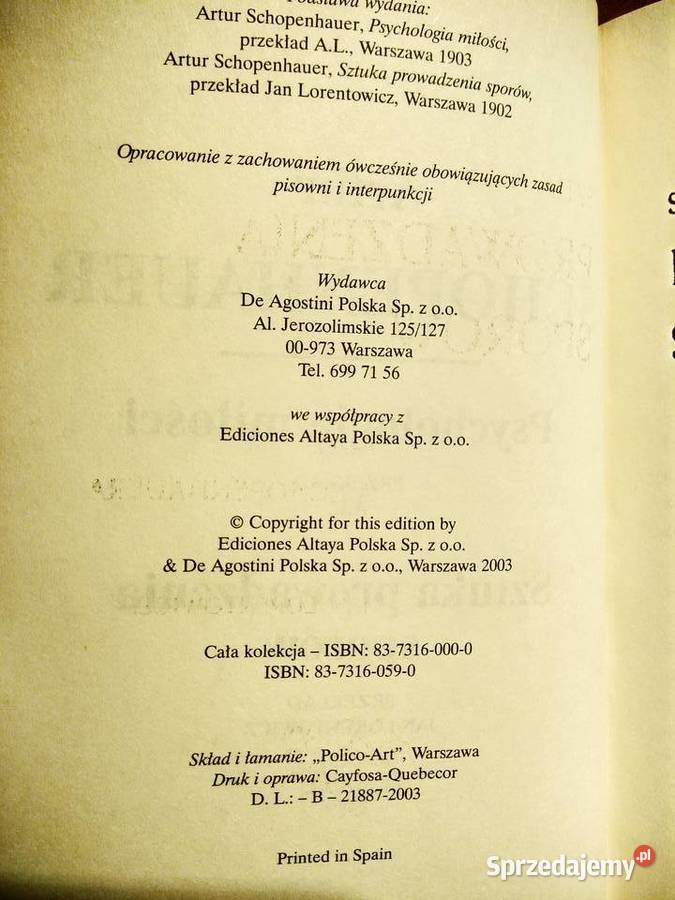 Podstawa wydania:
Artur Schopenhauer, Psychologia miłości,
przekład A.L., Warszawa 1903
Artur Schopenhauer, Sztuka prowadzenia sporów,
przekład Jan Lorentowicz, Warszawa 1902
Opracowanie z zachowaniem ówcześnie obowiązujących zasad
pisowni i interpunkcji
Wydawca
De Agostini Polska Sp. z o.o.
Al. Jerozolimskie 125/127
00-973 Warszawa
Tel. 699 71 56
we współpracy z
Ediciones Altaya Polska Sp. z o.o.
© Copyright for this edition by
Ediciones Altaya Polska Sp. z o.o.
& De Agostini Polska Sp. z o.o., Warszawa 2003
Cała kolekcja – ISBN: 83-7316-000-0
ISBN: 83-7316-059-0
Skład i łamanie: „Polico-Art”, Warszawa
Druk i oprawa: Cayfosa-Quebecor
D. L.: – B – 21887-2003
Printed in Spain
Sprzedajemy.pl